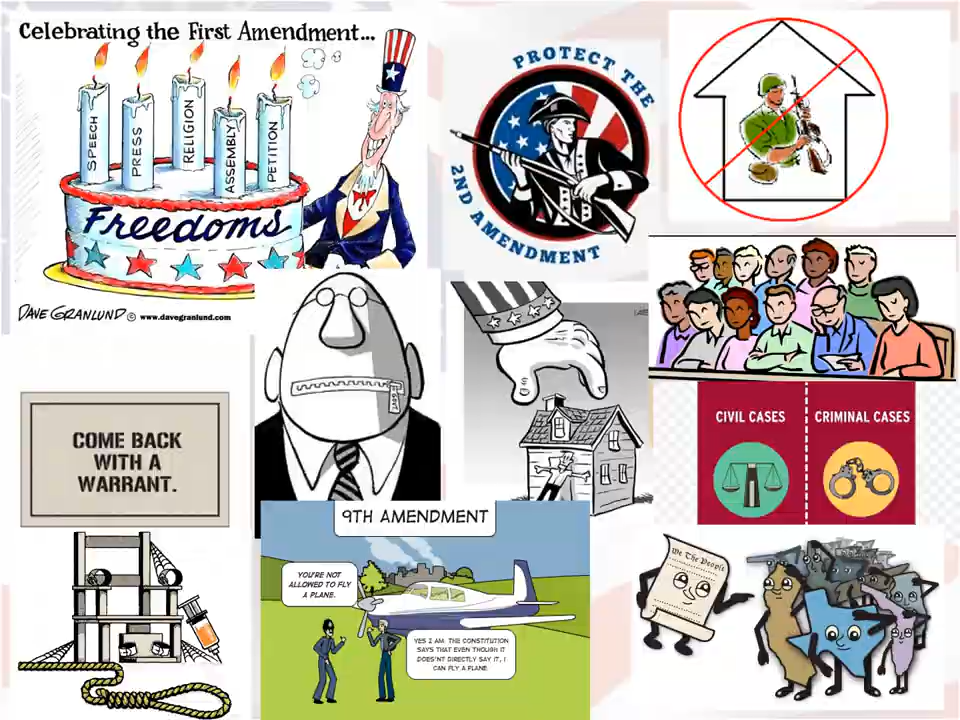 Celebrating the First Amendment...
SPEECH
PRESS
RELIGION
ASSEMBLY
PETITION
Freedoms
DAVE GRANLUND © www.davegranlund.com
PROTECT THE
2ND AMENDMENT
COME BACK
WITH A
WARRANT.
CIVIL CASES
CRIMINAL CASES
9TH AMENDMENT
YOU'RE NOT
ALLOWED TO FLY
A PLANE.
YES I AM. THE CONSTITUTION
SAYS THAT EVEN THOUGH IT
DOES'NT DIRECTLY SAY IT, I
CAN FLY A PLANE.
We The People